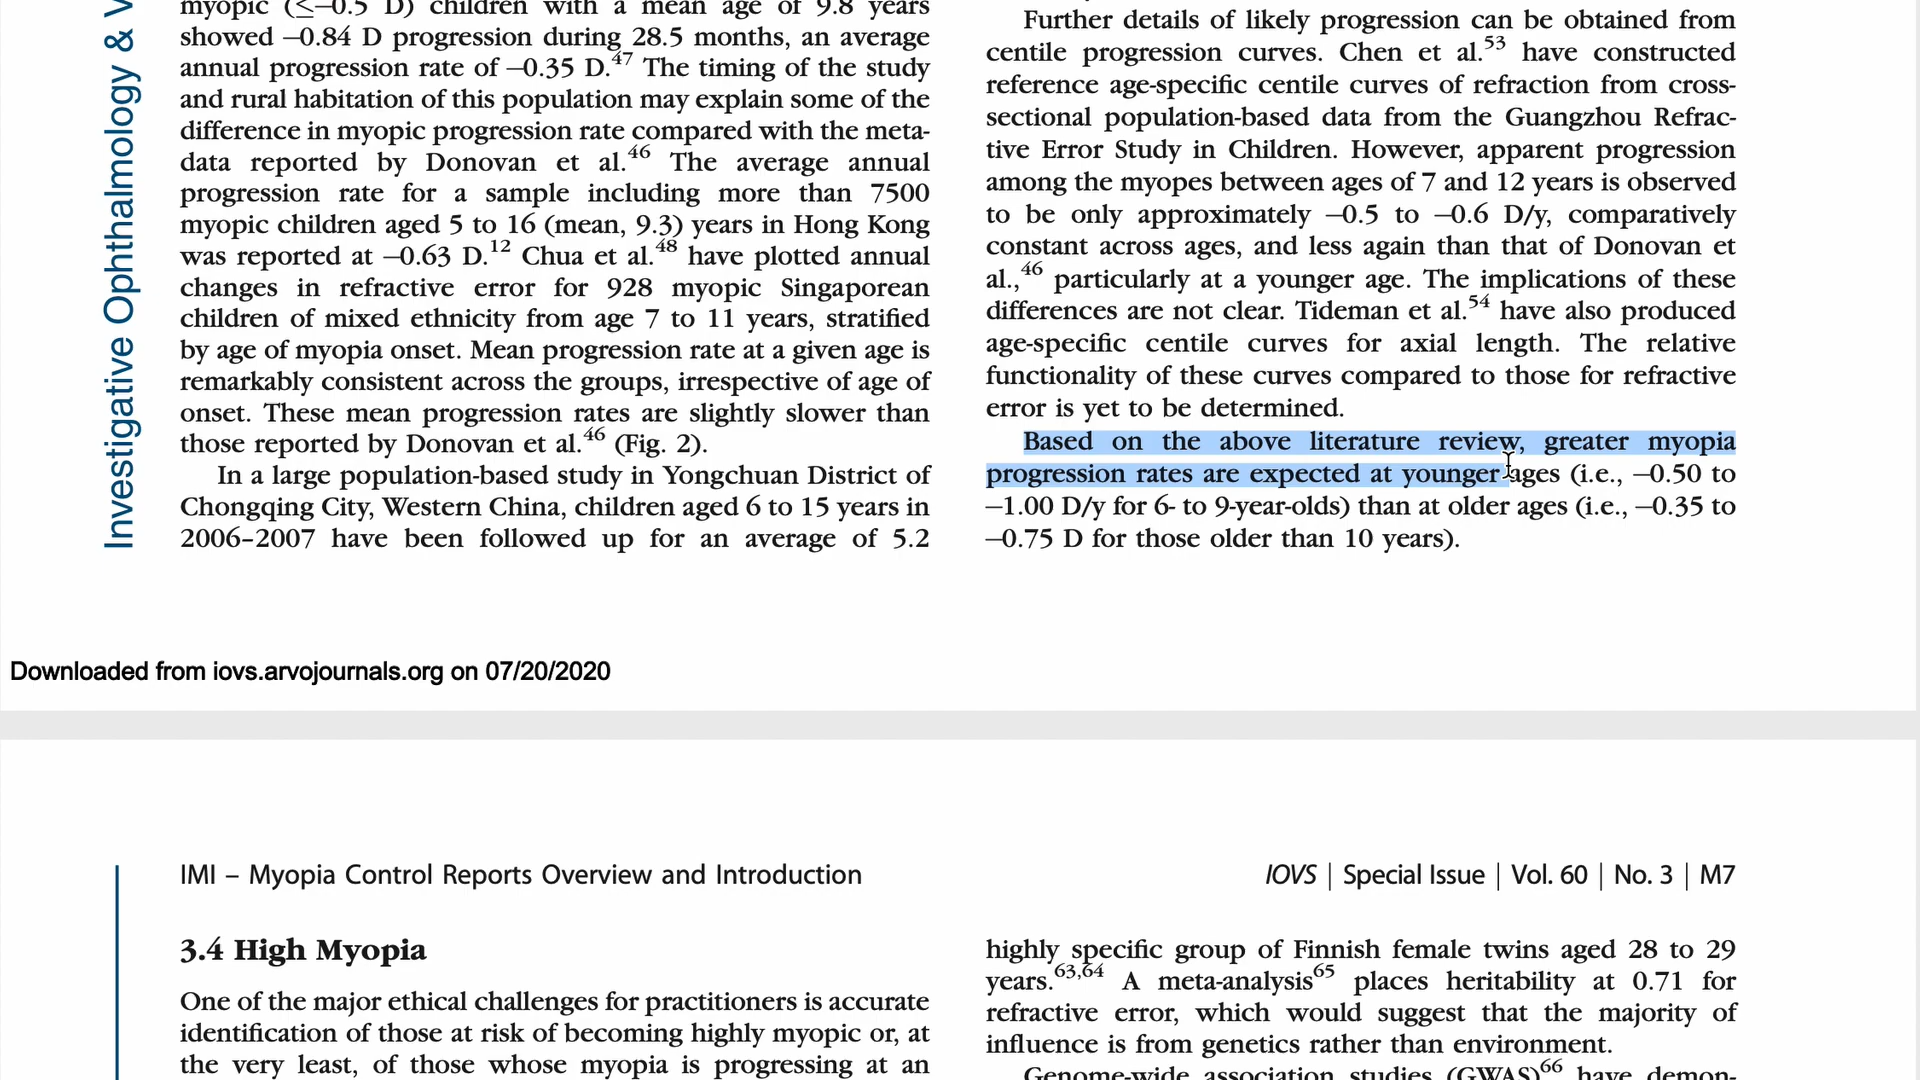 Investigative Ophthalmology & V
myopic (≤−0.5 D) children with a mean age of 9.8 years
showed −0.84 D progression during 28.5 months, an average
annual progression rate of −0.35 D.47 The timing of the study
and rural habitation of this population may explain some of the
difference in myopic progression rate compared with the meta-
data reported by Donovan et al.46 The average annual
progression rate for a sample including more than 7500
myopic children aged 5 to 16 (mean, 9.3) years in Hong Kong
was reported at −0.63 D.12 Chua et al.48 have plotted annual
changes in refractive error for 928 myopic Singaporean
children of mixed ethnicity from age 7 to 11 years, stratified
by age of myopia onset. Mean progression rate at a given age is
remarkably consistent across the groups, irrespective of age of
onset. These mean progression rates are slightly slower than
those reported by Donovan et al.46 (Fig. 2).
In a large population-based study in Yongchuan District of
Chongqing City, Western China, children aged 6 to 15 years in
2006–2007 have been followed up for an average of 5.2
Further details of likely progression can be obtained from
centile progression curves. Chen et al.53 have constructed
reference age-specific centile curves of refraction from cross-
sectional population-based data from the Guangzhou Refrac-
tive Error Study in Children. However, apparent progression
among the myopes between ages of 7 and 12 years is observed
to be only approximately −0.5 to −0.6 D/y, comparatively
constant across ages, and less again than that of Donovan et
al.,46 particularly at a younger age. The implications of these
differences are not clear. Tideman et al.54 have also produced
age-specific centile curves for axial length. The relative
functionality of these curves compared to those for refractive
error is yet to be determined.
Based on the above literature review, greater myopia
progression rates are expected at younger ages (i.e., −0.50 to
−1.00 D/y for 6- to 9-year-olds) than at older ages (i.e., −0.35 to
−0.75 D for those older than 10 years).
Downloaded from iovs.arvojournals.org on 07/20/2020
IMI – Myopia Control Reports Overview and Introduction
IOVS | Special Issue | Vol. 60 | No. 3 | M7
3.4 High Myopia
One of the major ethical challenges for practitioners is accurate
identification of those at risk of becoming highly myopic or, at
the very least, of those whose myopia is progressing at an
highly specific group of Finnish female twins aged 28 to 29
years.63,64 A meta-analysis65 places heritability at 0.71 for
refractive error, which would suggest that the majority of
influence is from genetics rather than environment.
Genome-wide association studies (GWAS)66 have demon-